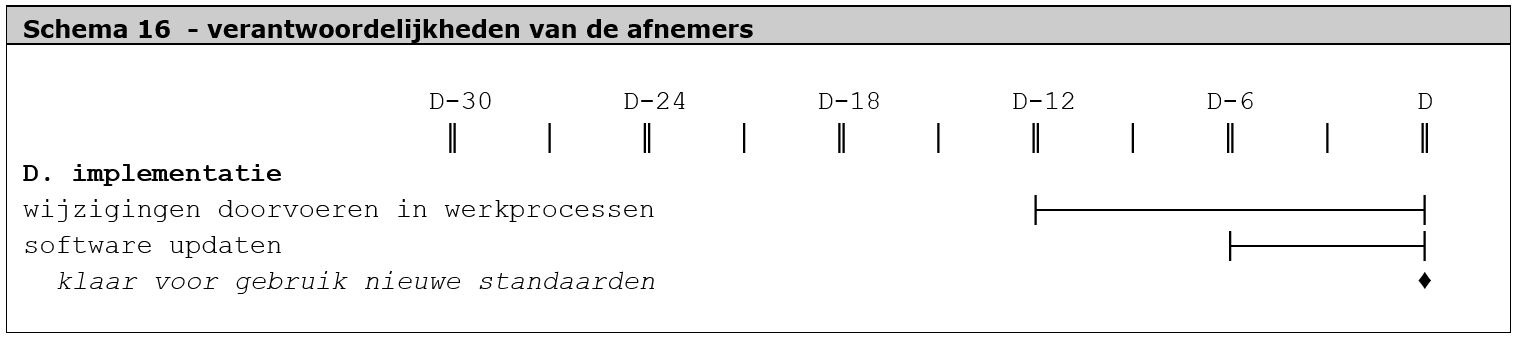 Schema 16 - verantwoordelijkheden van de afnemers
D-30 D-24 D-18 D-12 D-6 D
D. implementatie
wijzigingen doorvoeren in werkprocessen
software updaten
klaar voor gebruik nieuwe standaarden